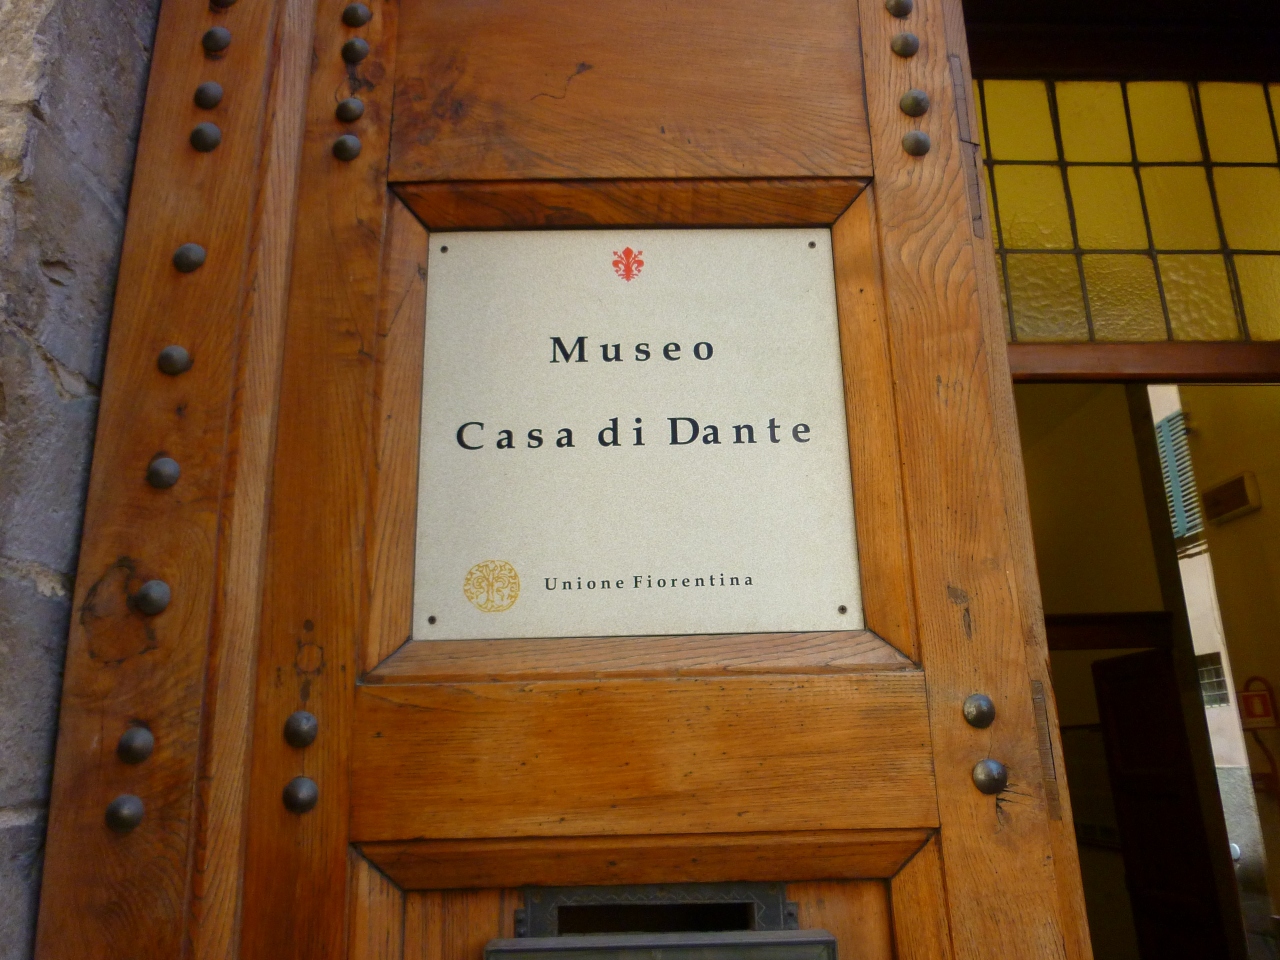 Museo
Casa di Dante
Unione Fiorentina